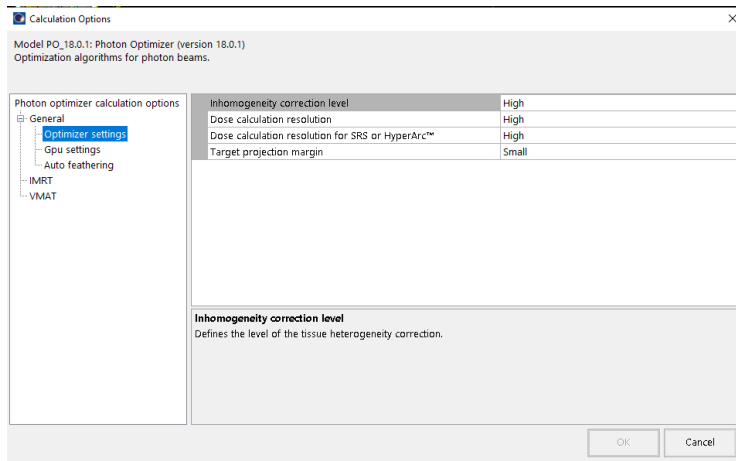 Calculation Options
Model PO_18.0.1: Photon Optimizer (version 18.0.1)
Optimization algorithms for photon beams.
Photon optimizer calculation options
General
Optimizer settings
Gpu settings
Auto feathering
IMRT
VMAT
Inhomogeneity correction level High
Dose calculation resolution High
Dose calculation resolution for SRS or HyperArc™ High
Target projection margin Small
Inhomogeneity correction level
Defines the level of the tissue heterogeneity correction.
OK Cancel